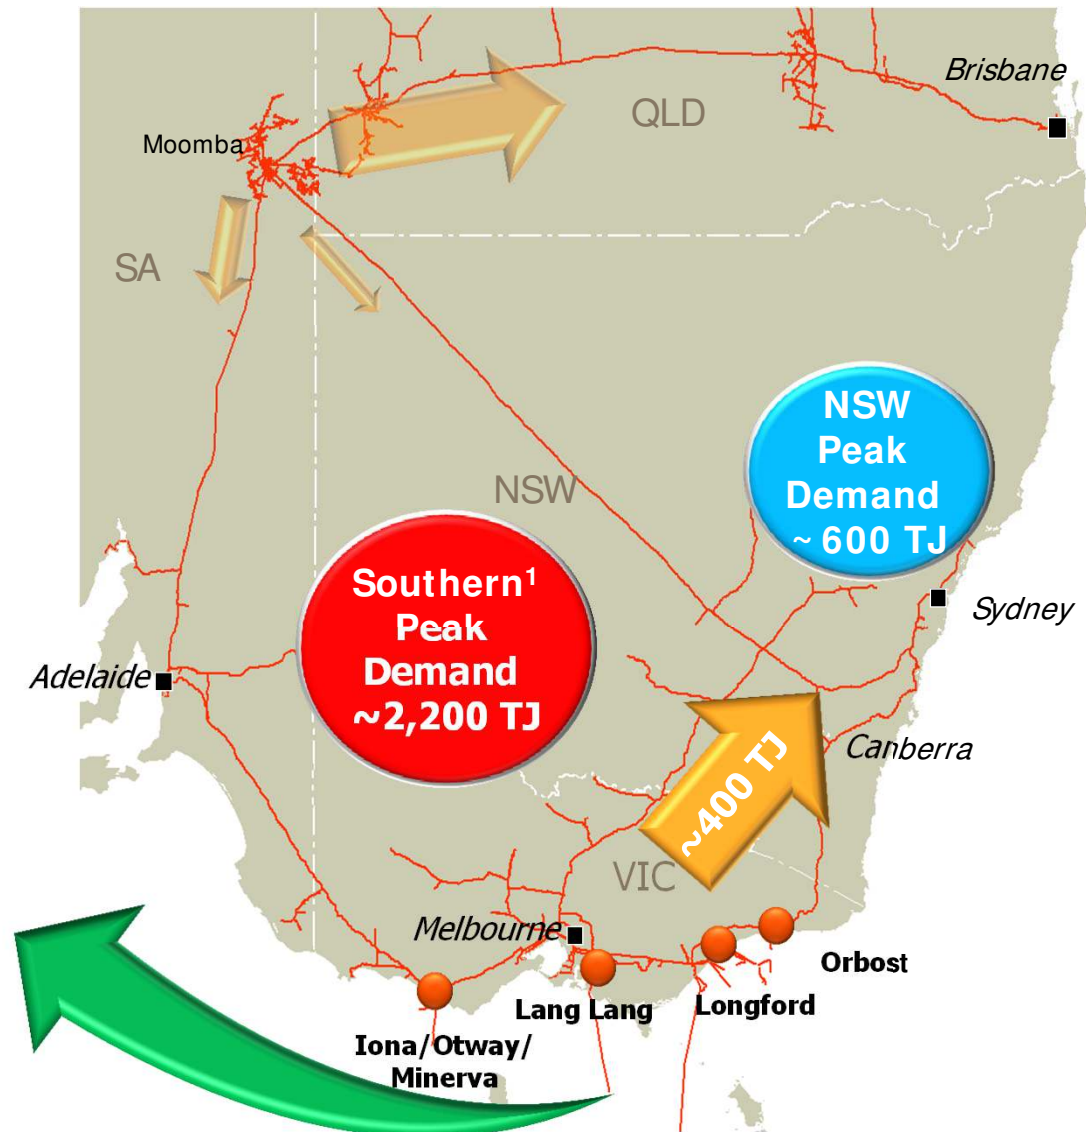 Brisbane
QLD
Moomba
SA
NSW
Peak
Demand
~ 600 TJ
NSW
Southern¹
Peak
Demand
~2,200 TJ
Sydney
Adelaide
Canberra
~400 TJ
VIC
Melbourne
Orbost
Longford
Lang Lang
Iona/Otway/
Minerva